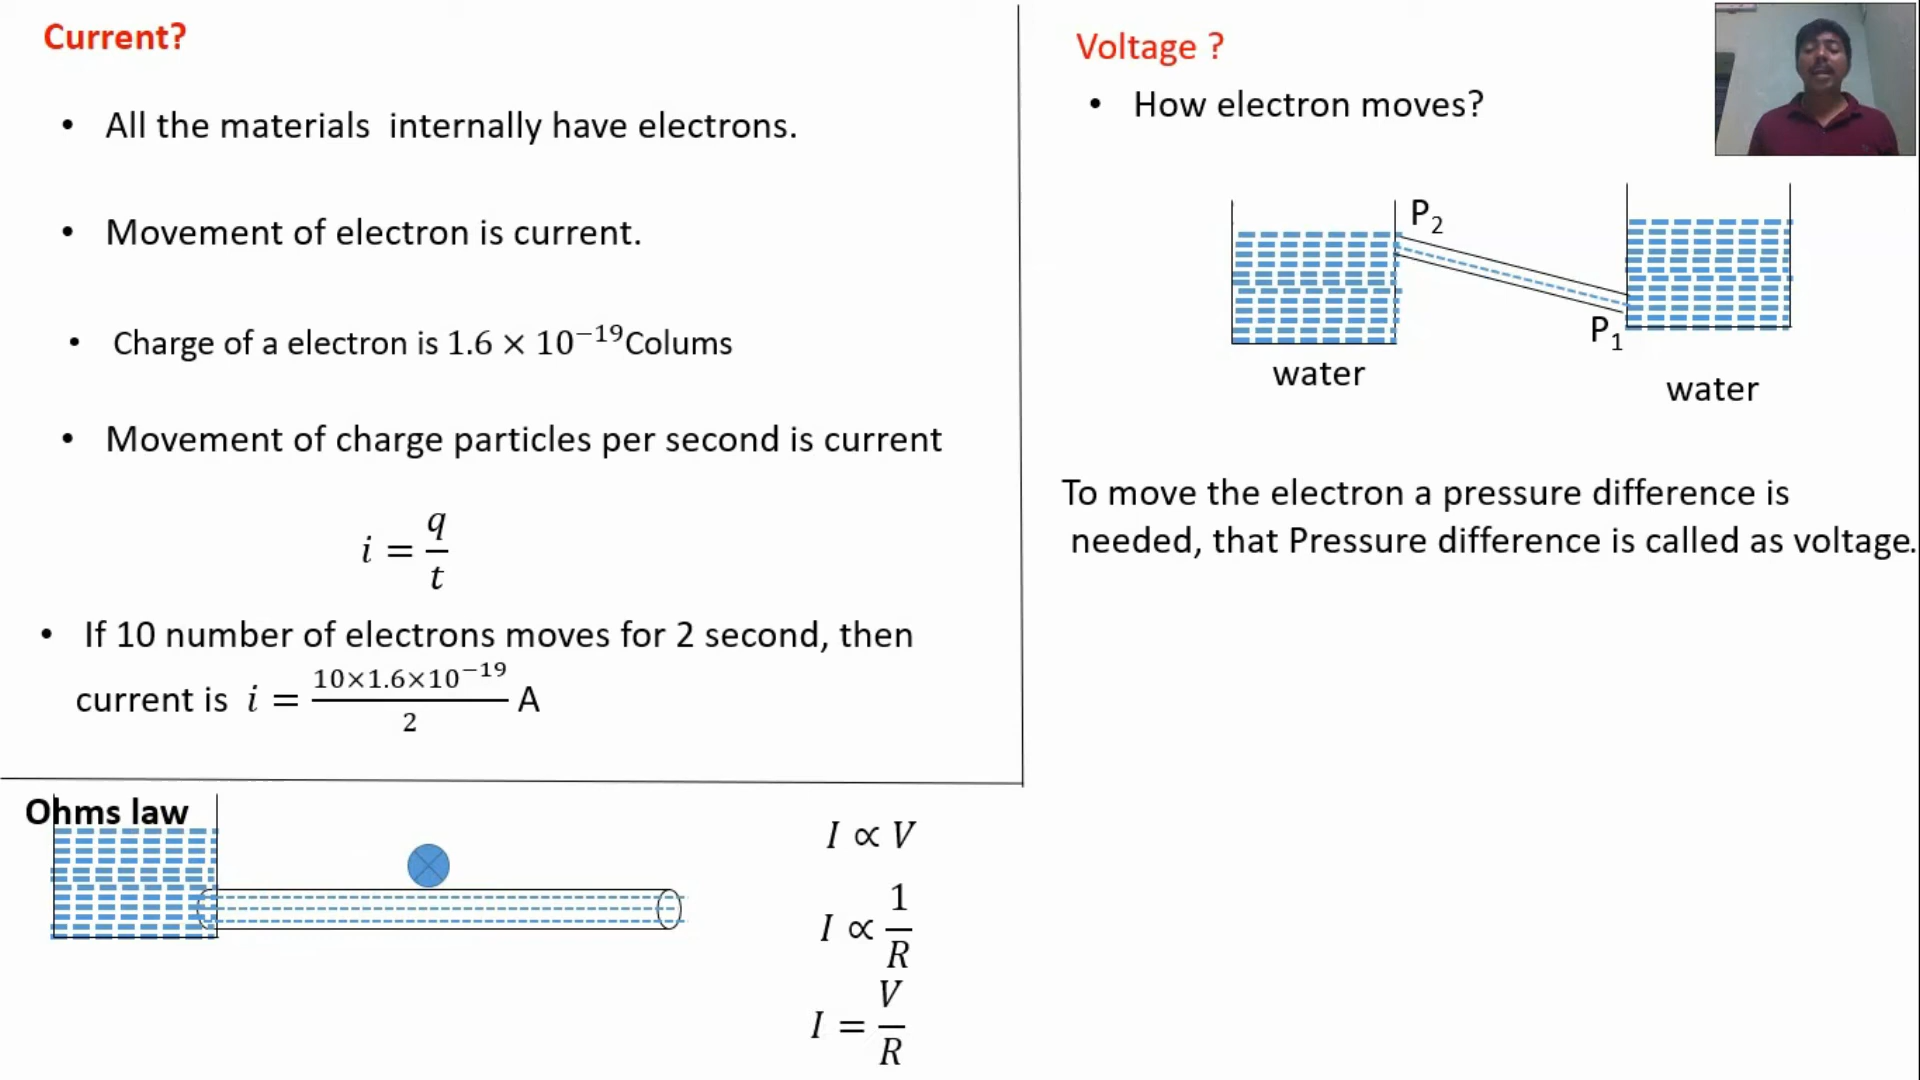 Current?
• All the materials internally have electrons.
• Movement of electron is current.
• Charge of a electron is 1.6 × 10⁻¹⁹Colums
• Movement of charge particles per second is current
i = q/t
• If 10 number of electrons moves for 2 second, then
current is i = 10×1.6×10⁻¹⁹/2 A
Voltage ?
• How electron moves?
P₂
P₁
water
water
To move the electron a pressure difference is
needed, that Pressure difference is called as voltage.
Ohms law
I ∝ V
I ∝ 1/R
I = V/R